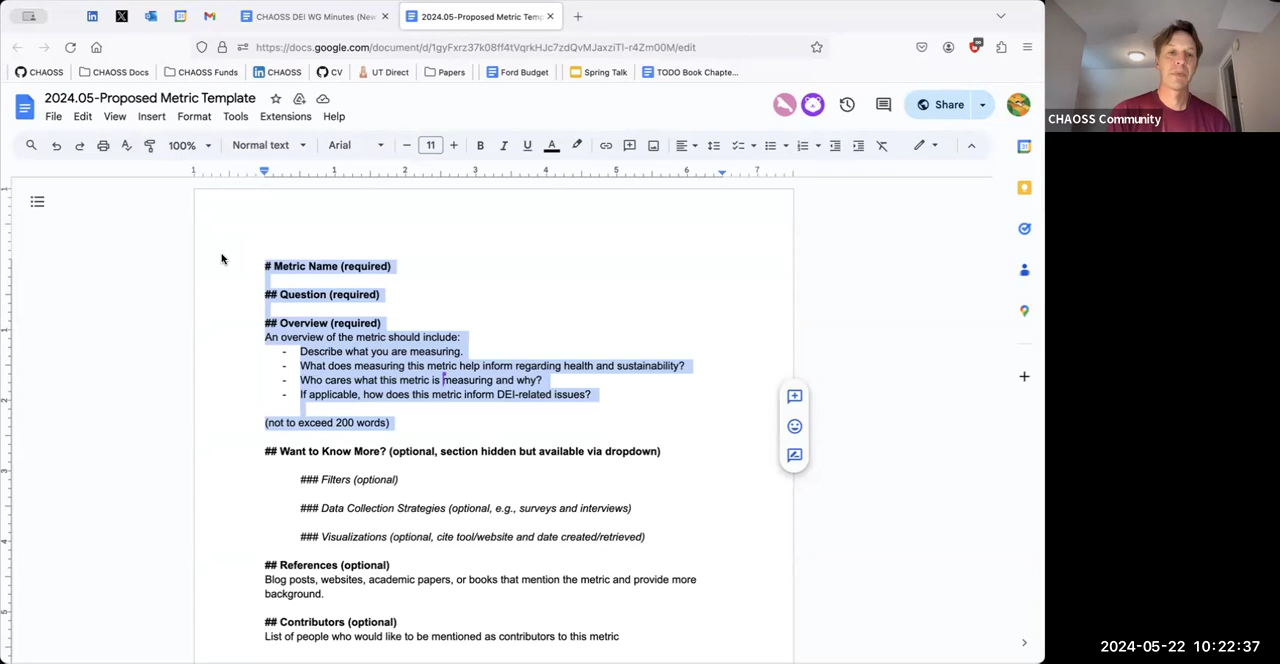 CHAOSS DEI WG Minutes (New
2024.05-Proposed Metric Temp
https://docs.google.com/document/d/1gyFxrz37k08ff4tVqrkHJc7zdQvMJaxziTl-r4Zm00M/edit
CHAOSS
CHAOSS Docs
CHAOSS Funds
CHAOSS
CV
UT Direct
Papers
Ford Budget
Spring Talk
TODO Book Chapte...
2024.05-Proposed Metric Template
File Edit View Insert Format Tools Extensions Help
Share
100%
Normal text
Arial
11
B I U A
1 1 2 3 4 5 6 7
# Metric Name (required)
## Question (required)
## Overview (required)
An overview of the metric should include:
- Describe what you are measuring.
- What does measuring this metric help inform regarding health and sustainability?
- Who cares what this metric is measuring and why?
- If applicable, how does this metric inform DEI-related issues?
(not to exceed 200 words)
## Want to Know More? (optional, section hidden but available via dropdown)
### Filters (optional)
### Data Collection Strategies (optional, e.g., surveys and interviews)
### Visualizations (optional, cite tool/website and date created/retrieved)
## References (optional)
Blog posts, websites, academic papers, or books that mention the metric and provide more
background.
## Contributors (optional)
List of people who would like to be mentioned as contributors to this metric
CHAOSS Community
2024-05-22 10:22:37